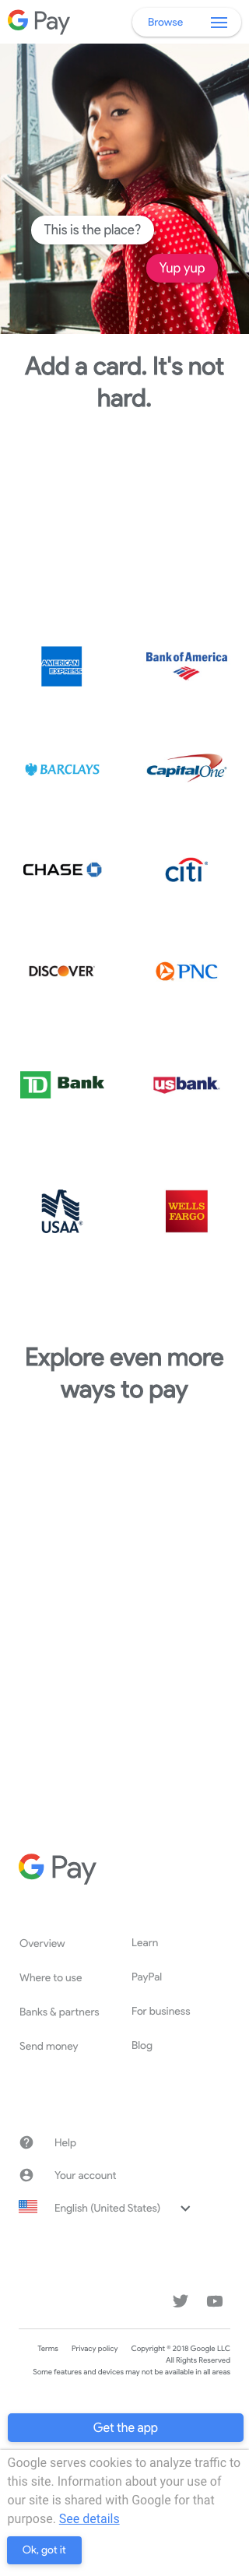 G Pay
Browse
This is the place?
Yup yup
Add a card. It's not
hard.
AMERICAN
EXPRESS
Bank of America
BARCLAYS
Capital One
CHASE
citi
DISCOVER
PNC
TD Bank
usbank
USAA
WELLS
FARGO
Explore even more
ways to pay
G Pay
Overview
Learn
Where to use
PayPal
Banks & partners
For business
Send money
Blog
Help
Your account
English (United States)
Terms Privacy policy Copyright © 2018 Google LLC
All Rights Reserved
Some features and devices may not be available in all areas
Get the app
Google serves cookies to analyze traffic to
this site. Information about your use of
our site is shared with Google for that
purpose. See details
Ok, got it